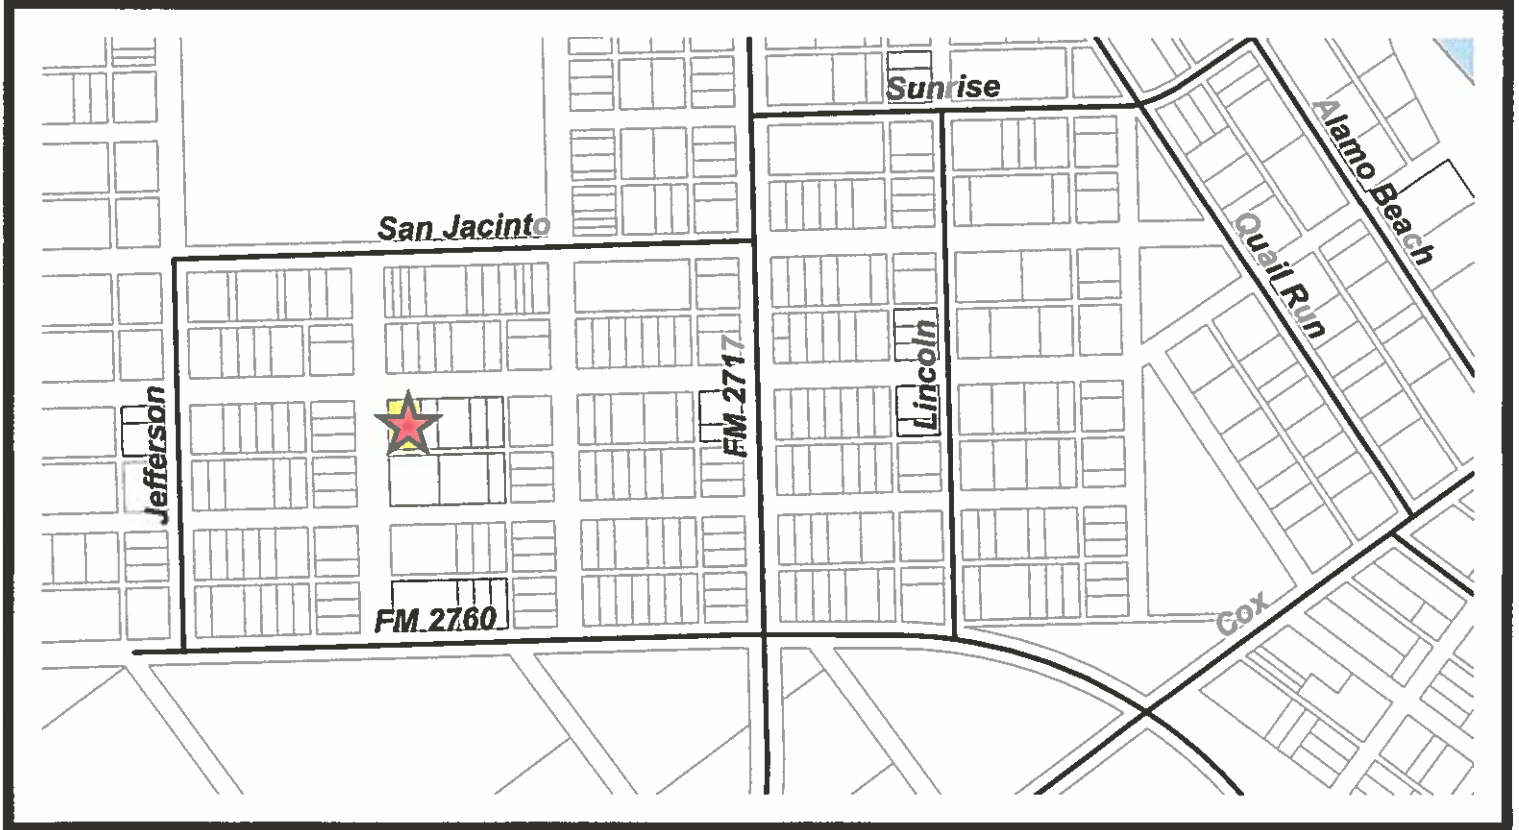 Sunrise
Alamo Beach
San Jacinto
Quail Run
Lincoln
FM 2717
Jefferson
Cox
FM 2760